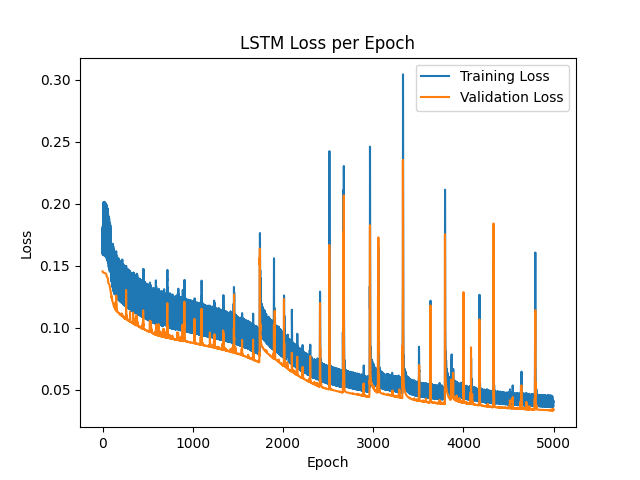 LSTM Loss per Epoch
Training Loss
Validation Loss
0.30
0.25
0.20
0.15
0.10
0.05
Loss
0
1000
2000
3000
4000
5000
Epoch